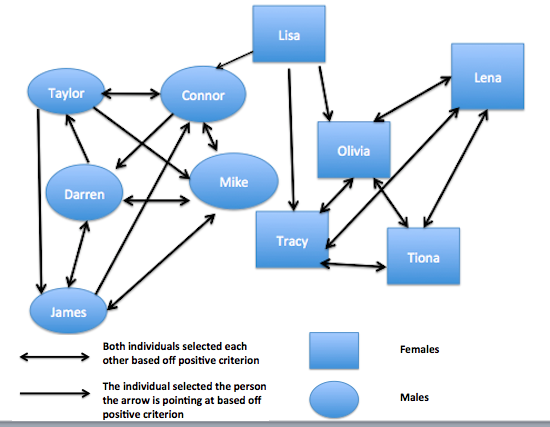 Lisa
Taylor
Connor
Lena
Olivia
Darren
Mike
Tracy
Tiona
James
Both individuals selected each
other based off positive criterion
Females
The individual selected the person
the arrow is pointing at based off
positive criterion
Males